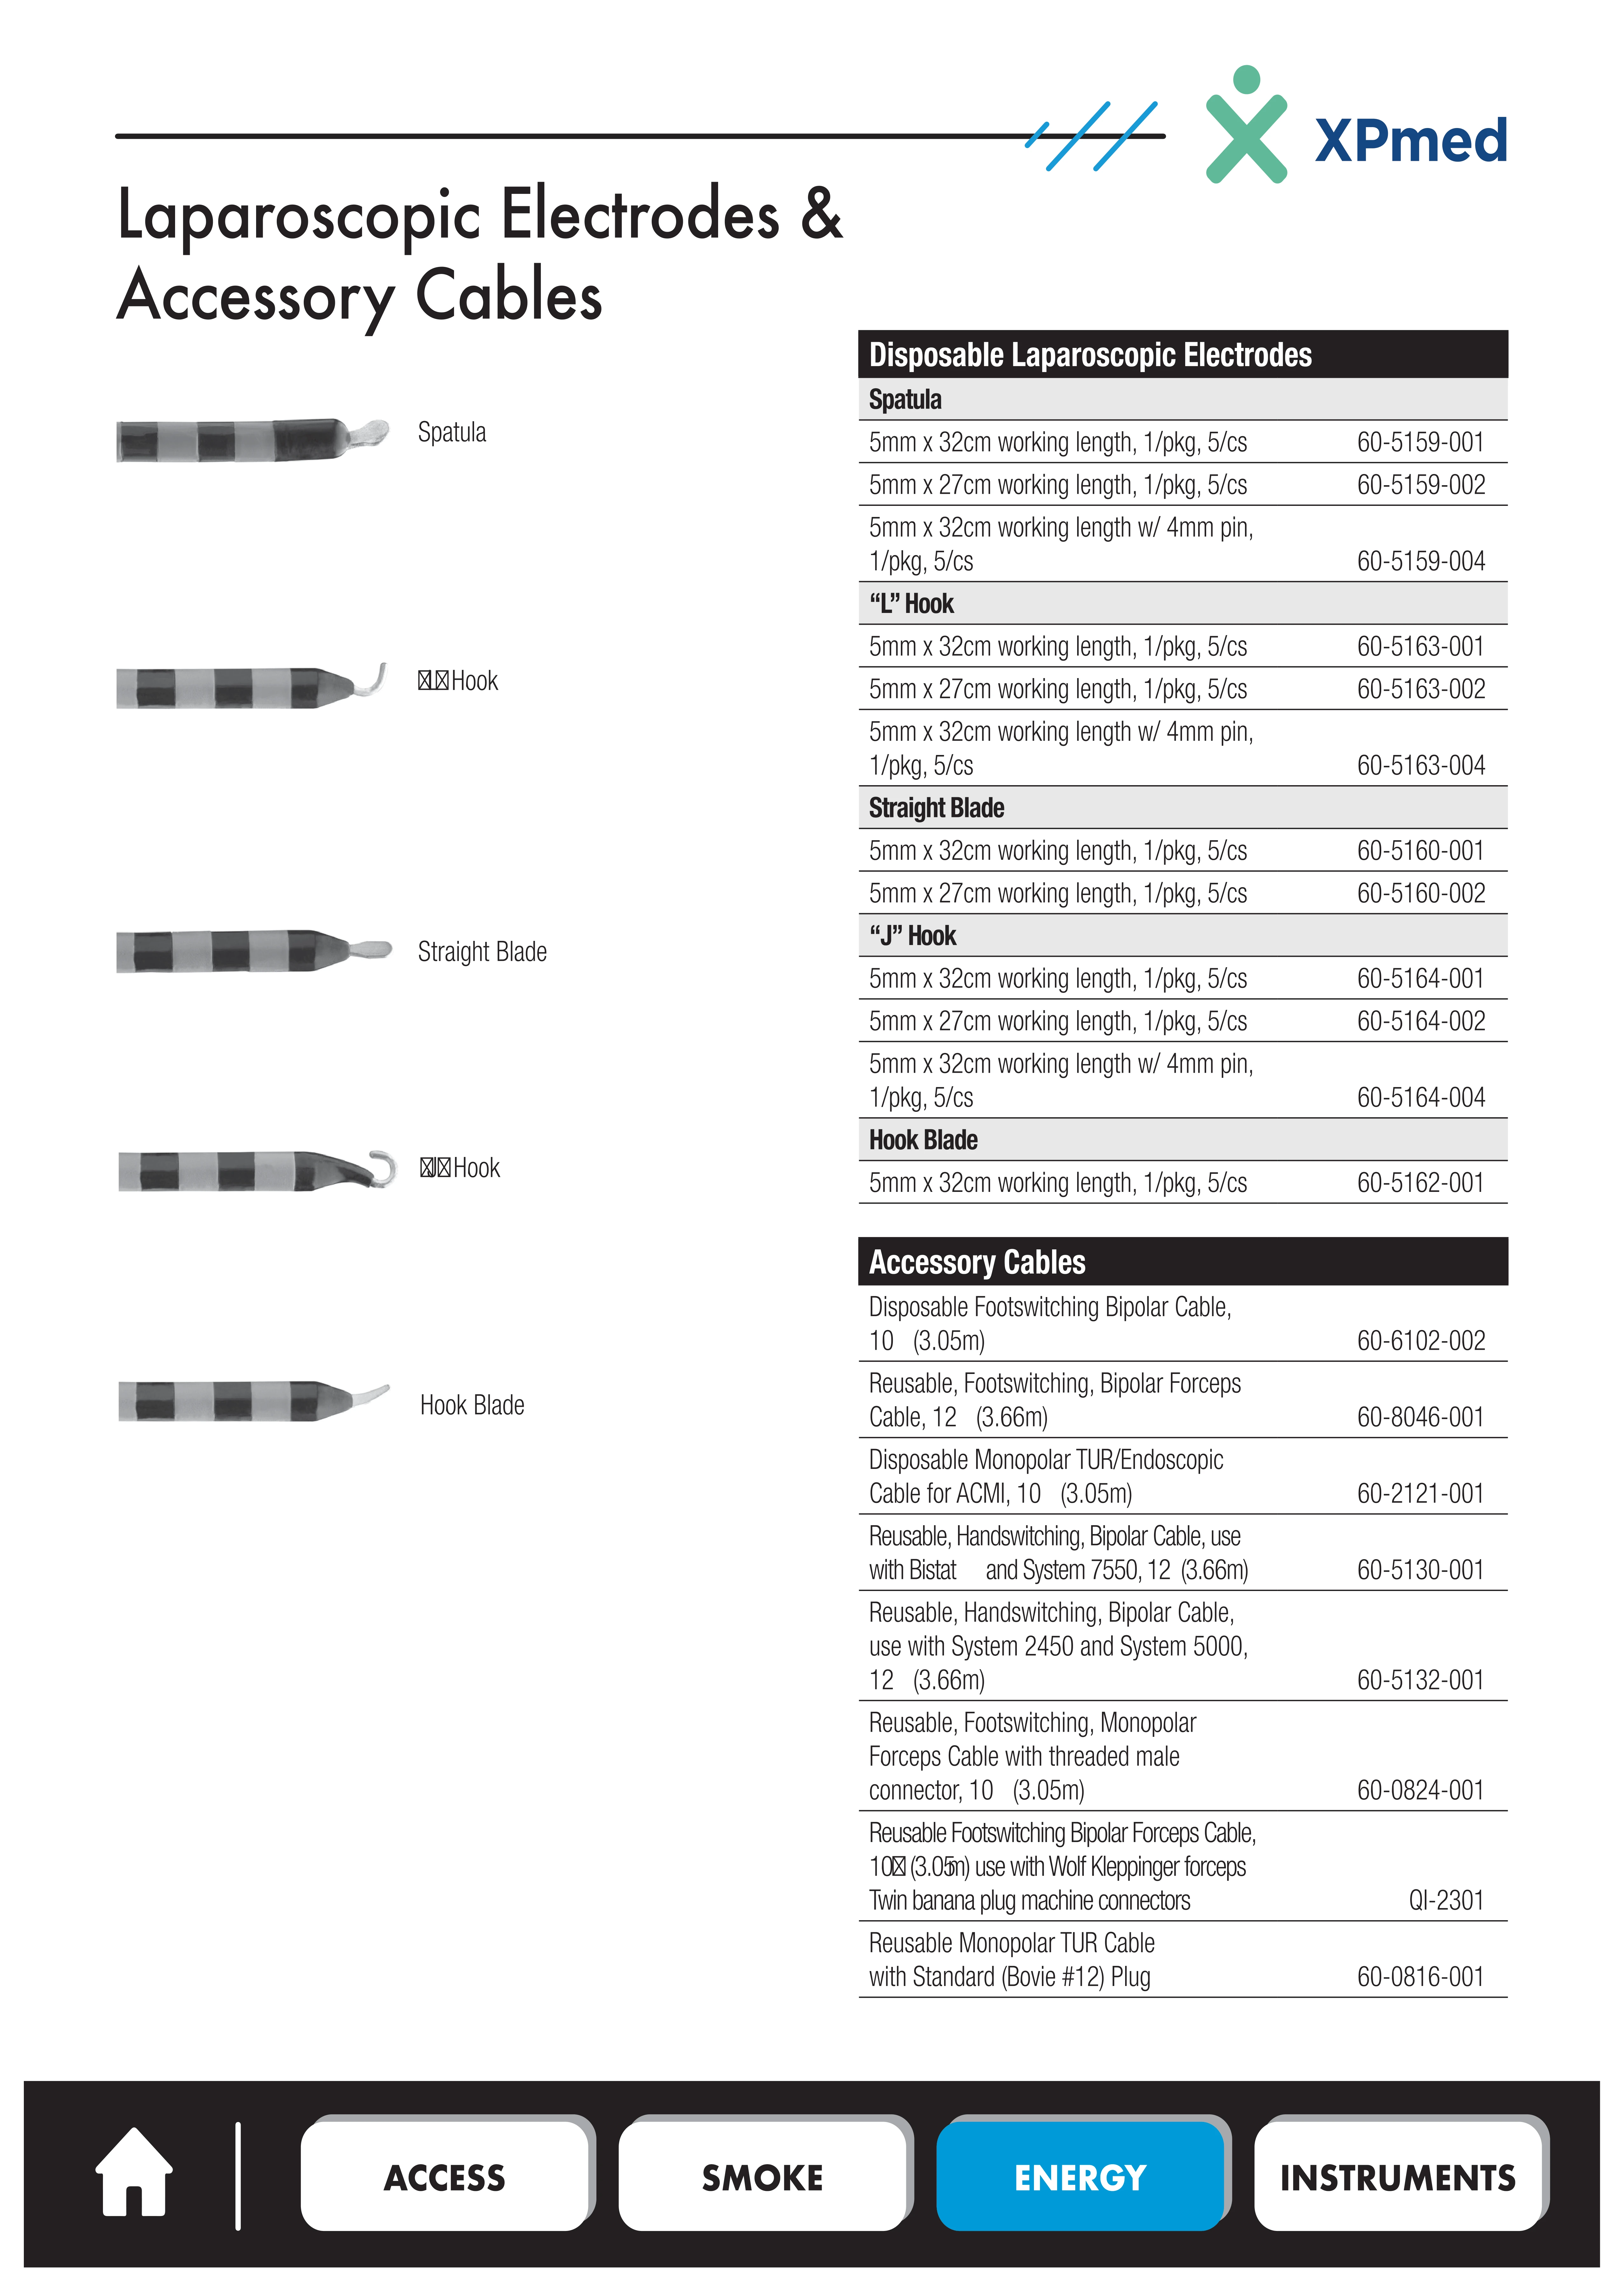 XPmed
Laparoscopic Electrodes &
Accessory Cables
Spatula
L Hook
Straight Blade
J Hook
Hook Blade
Disposable Laparoscopic Electrodes
Spatula
5mm x 32cm working length, 1/pkg, 5/cs 60-5159-001
5mm x 27cm working length, 1/pkg, 5/cs 60-5159-002
5mm x 32cm working length w/ 4mm pin,
1/pkg, 5/cs 60-5159-004
“L” Hook
5mm x 32cm working length, 1/pkg, 5/cs 60-5163-001
5mm x 27cm working length, 1/pkg, 5/cs 60-5163-002
5mm x 32cm working length w/ 4mm pin,
1/pkg, 5/cs 60-5163-004
Straight Blade
5mm x 32cm working length, 1/pkg, 5/cs 60-5160-001
5mm x 27cm working length, 1/pkg, 5/cs 60-5160-002
“J” Hook
5mm x 32cm working length, 1/pkg, 5/cs 60-5164-001
5mm x 27cm working length, 1/pkg, 5/cs 60-5164-002
5mm x 32cm working length w/ 4mm pin,
1/pkg, 5/cs 60-5164-004
Hook Blade
5mm x 32cm working length, 1/pkg, 5/cs 60-5162-001
Accessory Cables
Disposable Footswitching Bipolar Cable,
10 (3.05m) 60-6102-002
Reusable, Footswitching, Bipolar Forceps
Cable, 12 (3.66m) 60-8046-001
Disposable Monopolar TUR/Endoscopic
Cable for ACMI, 10 (3.05m) 60-2121-001
Reusable, Handswitching, Bipolar Cable, use
with Bistat and System 7550, 12 (3.66m) 60-5130-001
Reusable, Handswitching, Bipolar Cable,
use with System 2450 and System 5000,
12 (3.66m) 60-5132-001
Reusable, Footswitching, Monopolar
Forceps Cable with threaded male
connector, 10 (3.05m) 60-0824-001
Reusable Footswitching Bipolar Forceps Cable,
10 (3.05m) use with Wolf Kleppinger forceps
Twin banana plug machine connectors QI-2301
Reusable Monopolar TUR Cable
with Standard (Bovie #12) Plug 60-0816-001
ACCESS
SMOKE
ENERGY
INSTRUMENTS